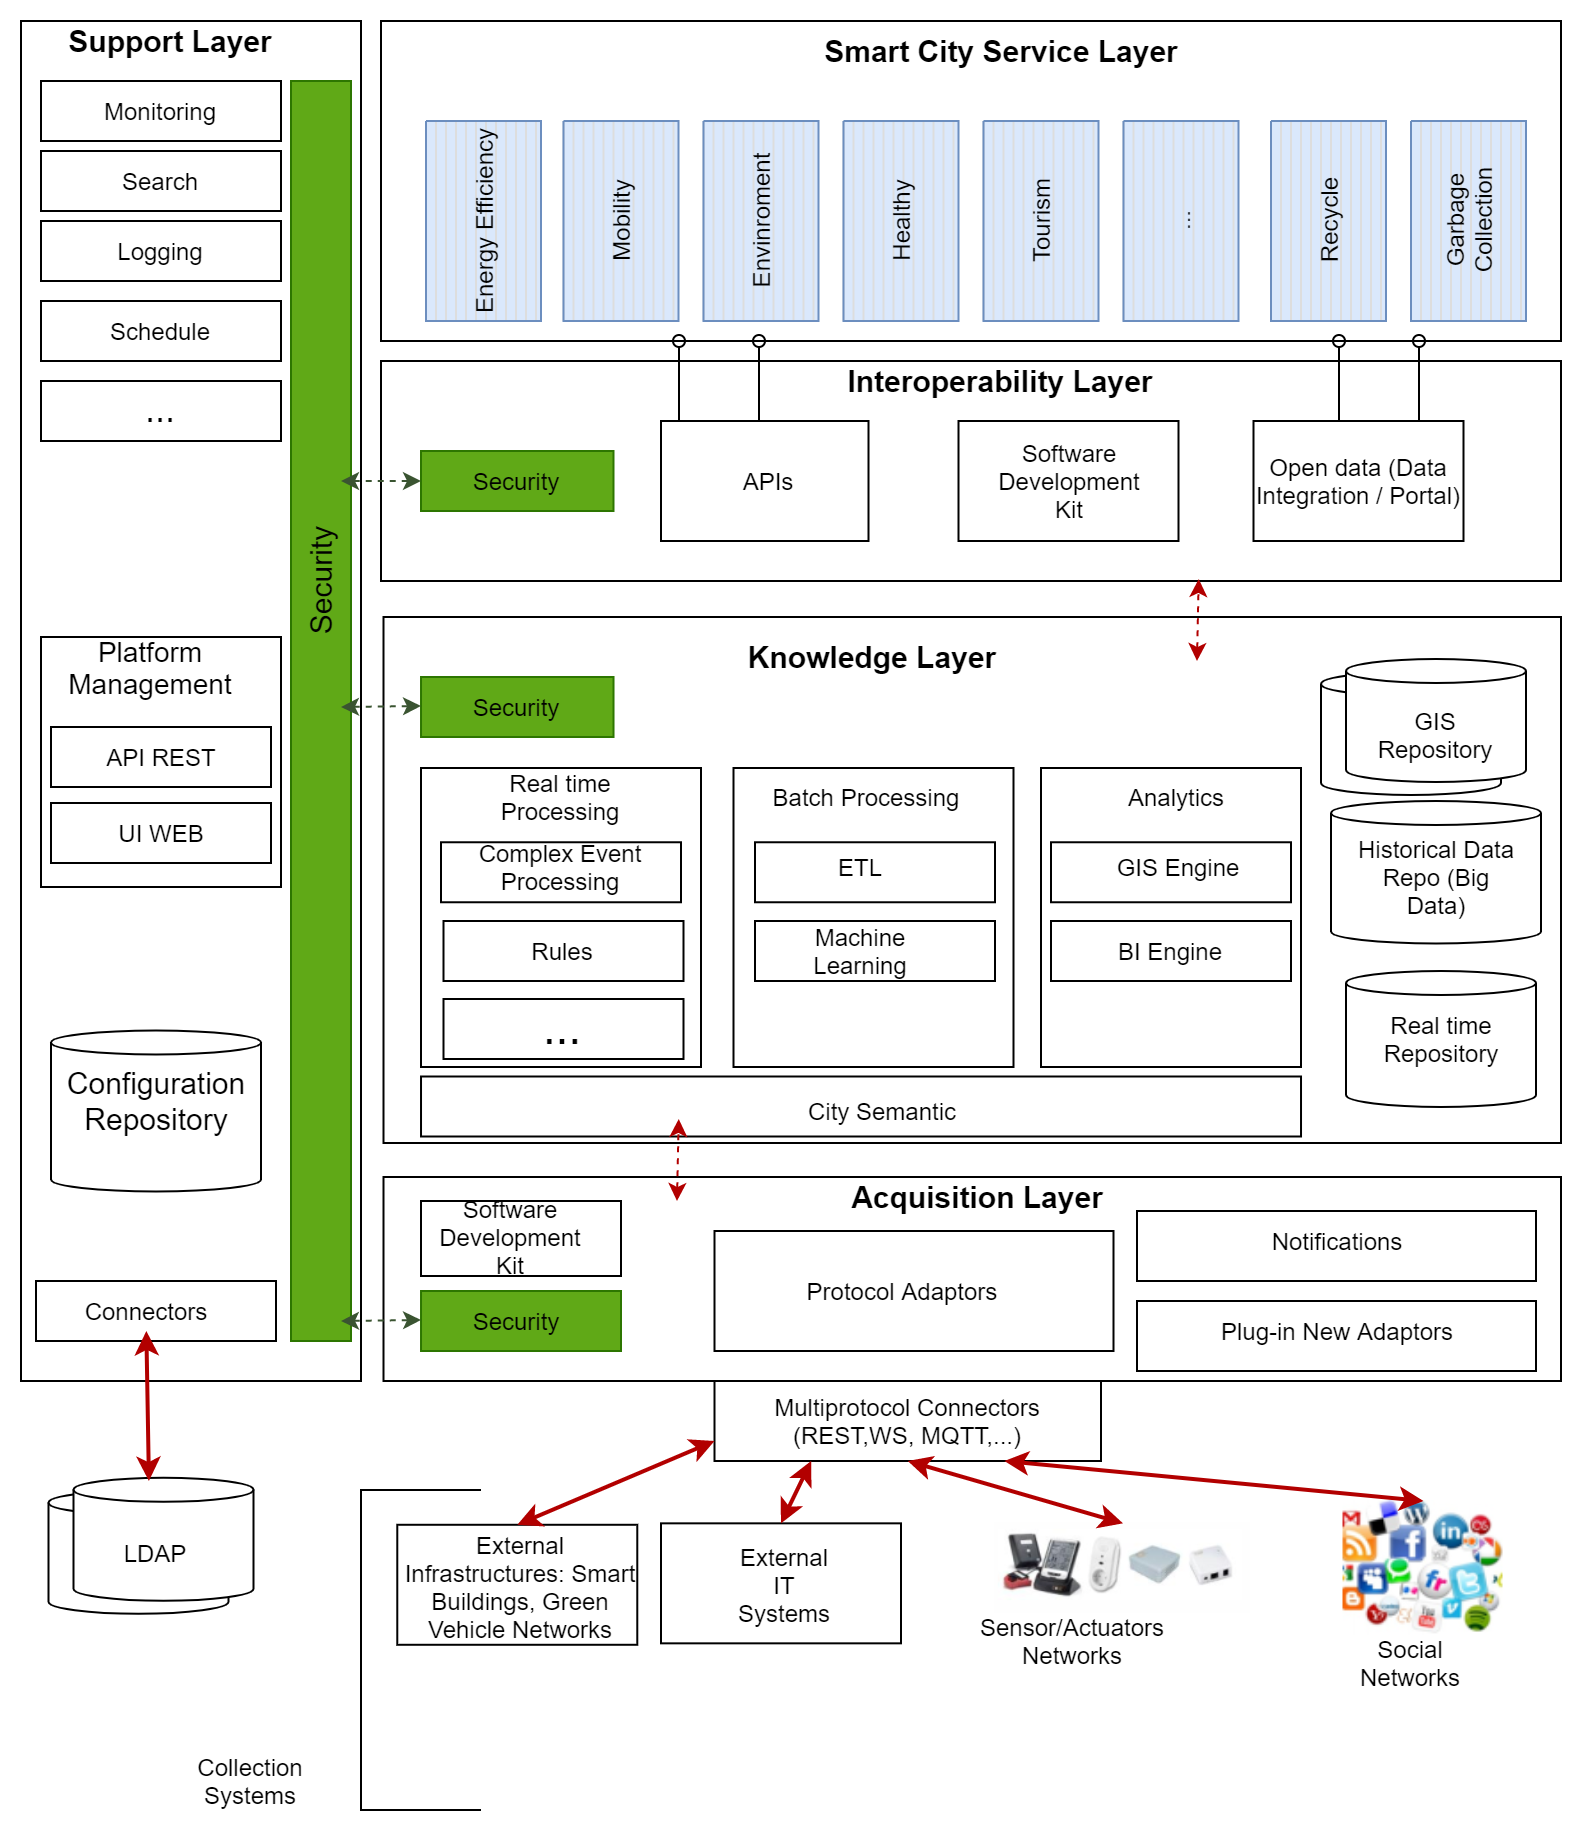 Support Layer
Monitoring
Search
Logging
Schedule
...
Security
Platform
Management
API REST
UI WEB
Configuration
Repository
Connectors
LDAP
Smart City Service Layer
Energy Efficiency
Mobility
Envinroment
Healthy
Tourism
...
Recycle
Garbage
Collection
Interoperability Layer
Security
APIs
Software
Development
Kit
Open data (Data
Integration / Portal)
Knowledge Layer
Security
Real time
Processing
Complex Event
Processing
Rules
...
Batch Processing
ETL
Machine
Learning
Analytics
GIS Engine
BI Engine
GIS
Repository
Historical Data
Repo (Big
Data)
Real time
Repository
City Semantic
Acquisition Layer
Software
Development
Kit
Security
Protocol Adaptors
Notifications
Plug-in New Adaptors
Multiprotocol Connectors
(REST,WS, MQTT,...)
External
Infrastructures: Smart
Buildings, Green
Vehicle Networks
External
IT
Systems
Sensor/Actuators
Networks
Social
Networks
Collection
Systems